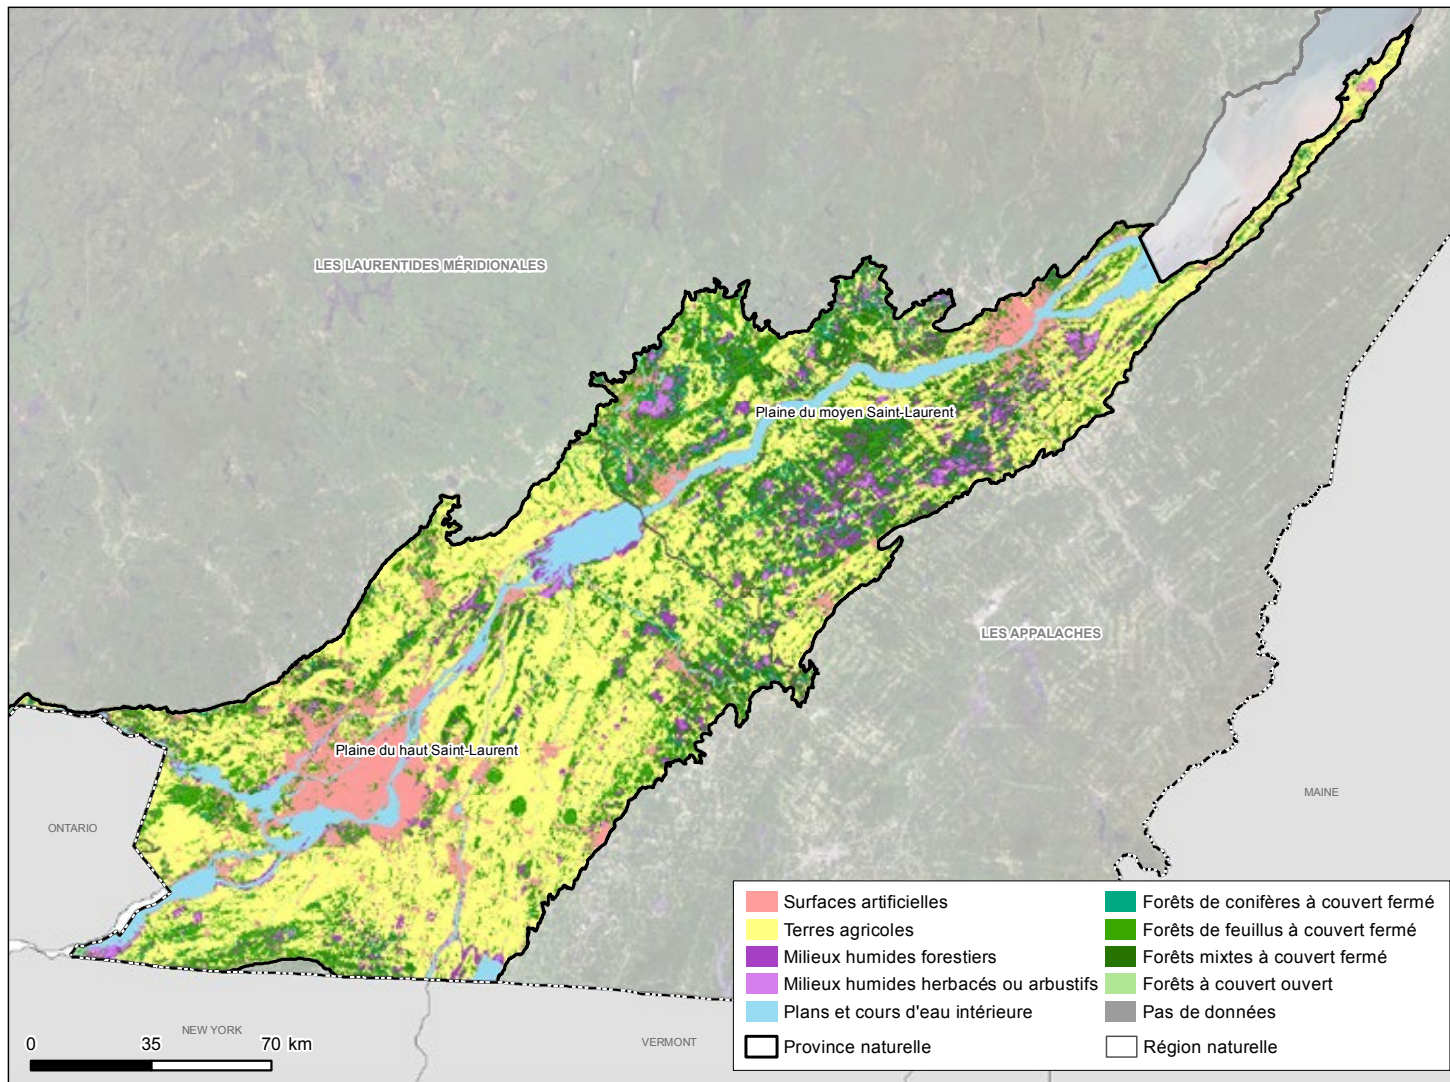 LES LAURENTIDES MÉRIDIONALES
Plaine du moyen Saint-Laurent
LES APPALACHES
Plaine du haut Saint-Laurent
MAINE
ONTARIO
NEW YORK
VERMONT
0 35 70 km
Surfaces artificielles
Terres agricoles
Milieux humides forestiers
Milieux humides herbacés ou arbustifs
Plans et cours d'eau intérieure
Province naturelle
Forêts de conifères à couvert fermé
Forêts de feuillus à couvert fermé
Forêts mixtes à couvert fermé
Forêts à couvert ouvert
Pas de données
Région naturelle